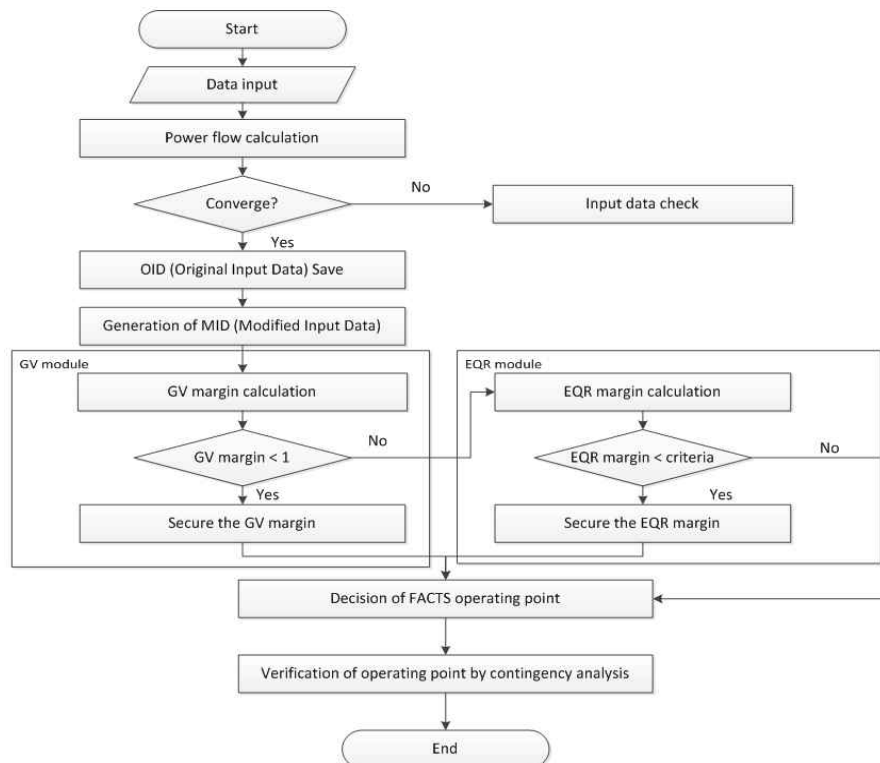 Start
Data input
Power flow calculation
Converge?
No
Input data check
Yes
OID (Original Input Data) Save
Generation of MID (Modified Input Data)
GV module
GV margin calculation
No
GV margin < 1
Yes
Secure the GV margin
EQR module
EQR margin calculation
EQR margin < criteria
No
Yes
Secure the EQR margin
Decision of FACTS operating point
Verification of operating point by contingency analysis
End